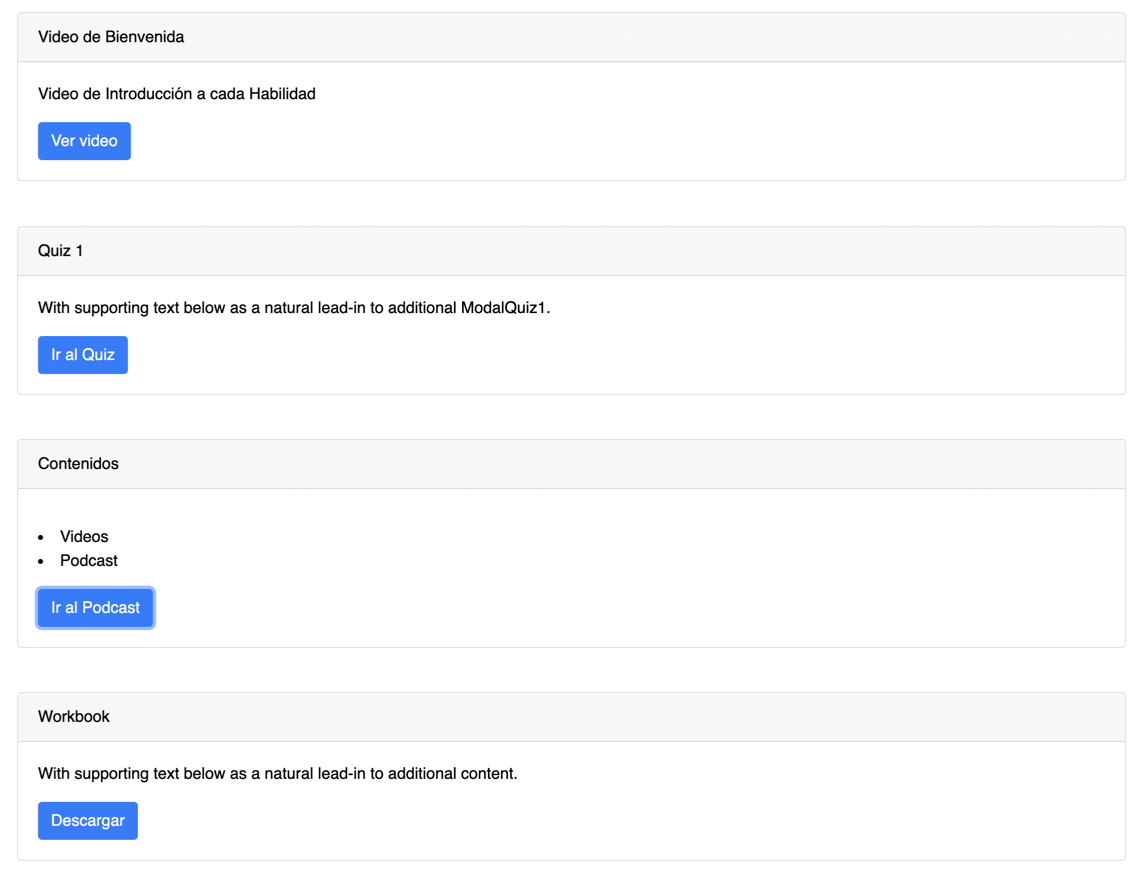 Video de Bienvenida
Video de Introducción a cada Habilidad
Ver video
Quiz 1
With supporting text below as a natural lead-in to additional ModalQuiz1.
Ir al Quiz
Contenidos
• Videos
• Podcast
Ir al Podcast
Workbook
With supporting text below as a natural lead-in to additional content.
Descargar